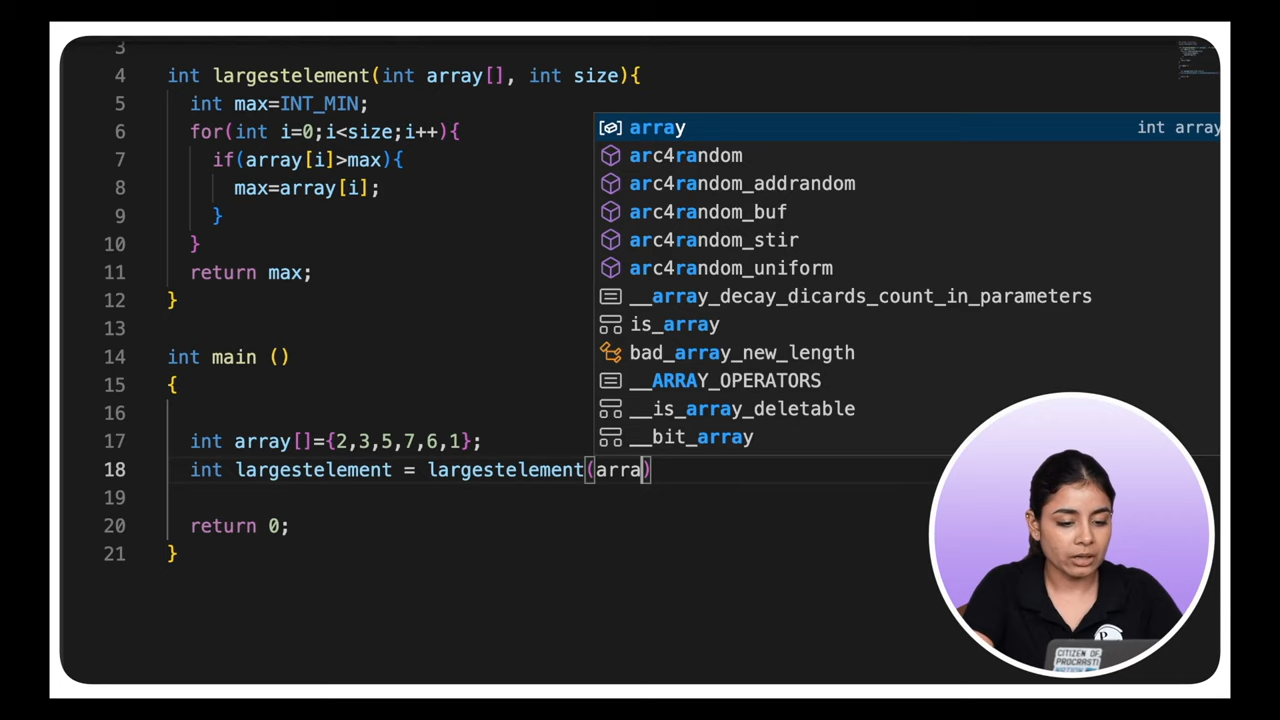 3
4 int largestelement(int array[], int size){
5 int max=INT_MIN;
6 for(int i=0;i<size;i++){
7 if(array[i]>max){
8 max=array[i];
9 }
10 }
11 return max;
12 }
13
14 int main ()
15 {
16
17 int array[]={2,3,5,7,6,1};
18 int largestelement = largestelement(arra)
19
20 return 0;
21 }
array int array
arc4random
arc4random_addrandom
arc4random_buf
arc4random_stir
arc4random_uniform
__array_decay_dicards_count_in_parameters
is_array
bad_array_new_length
__ARRAY_OPERATORS
__is_array_deletable
__bit_array
P
CITIZEN OF
PROCRASTI